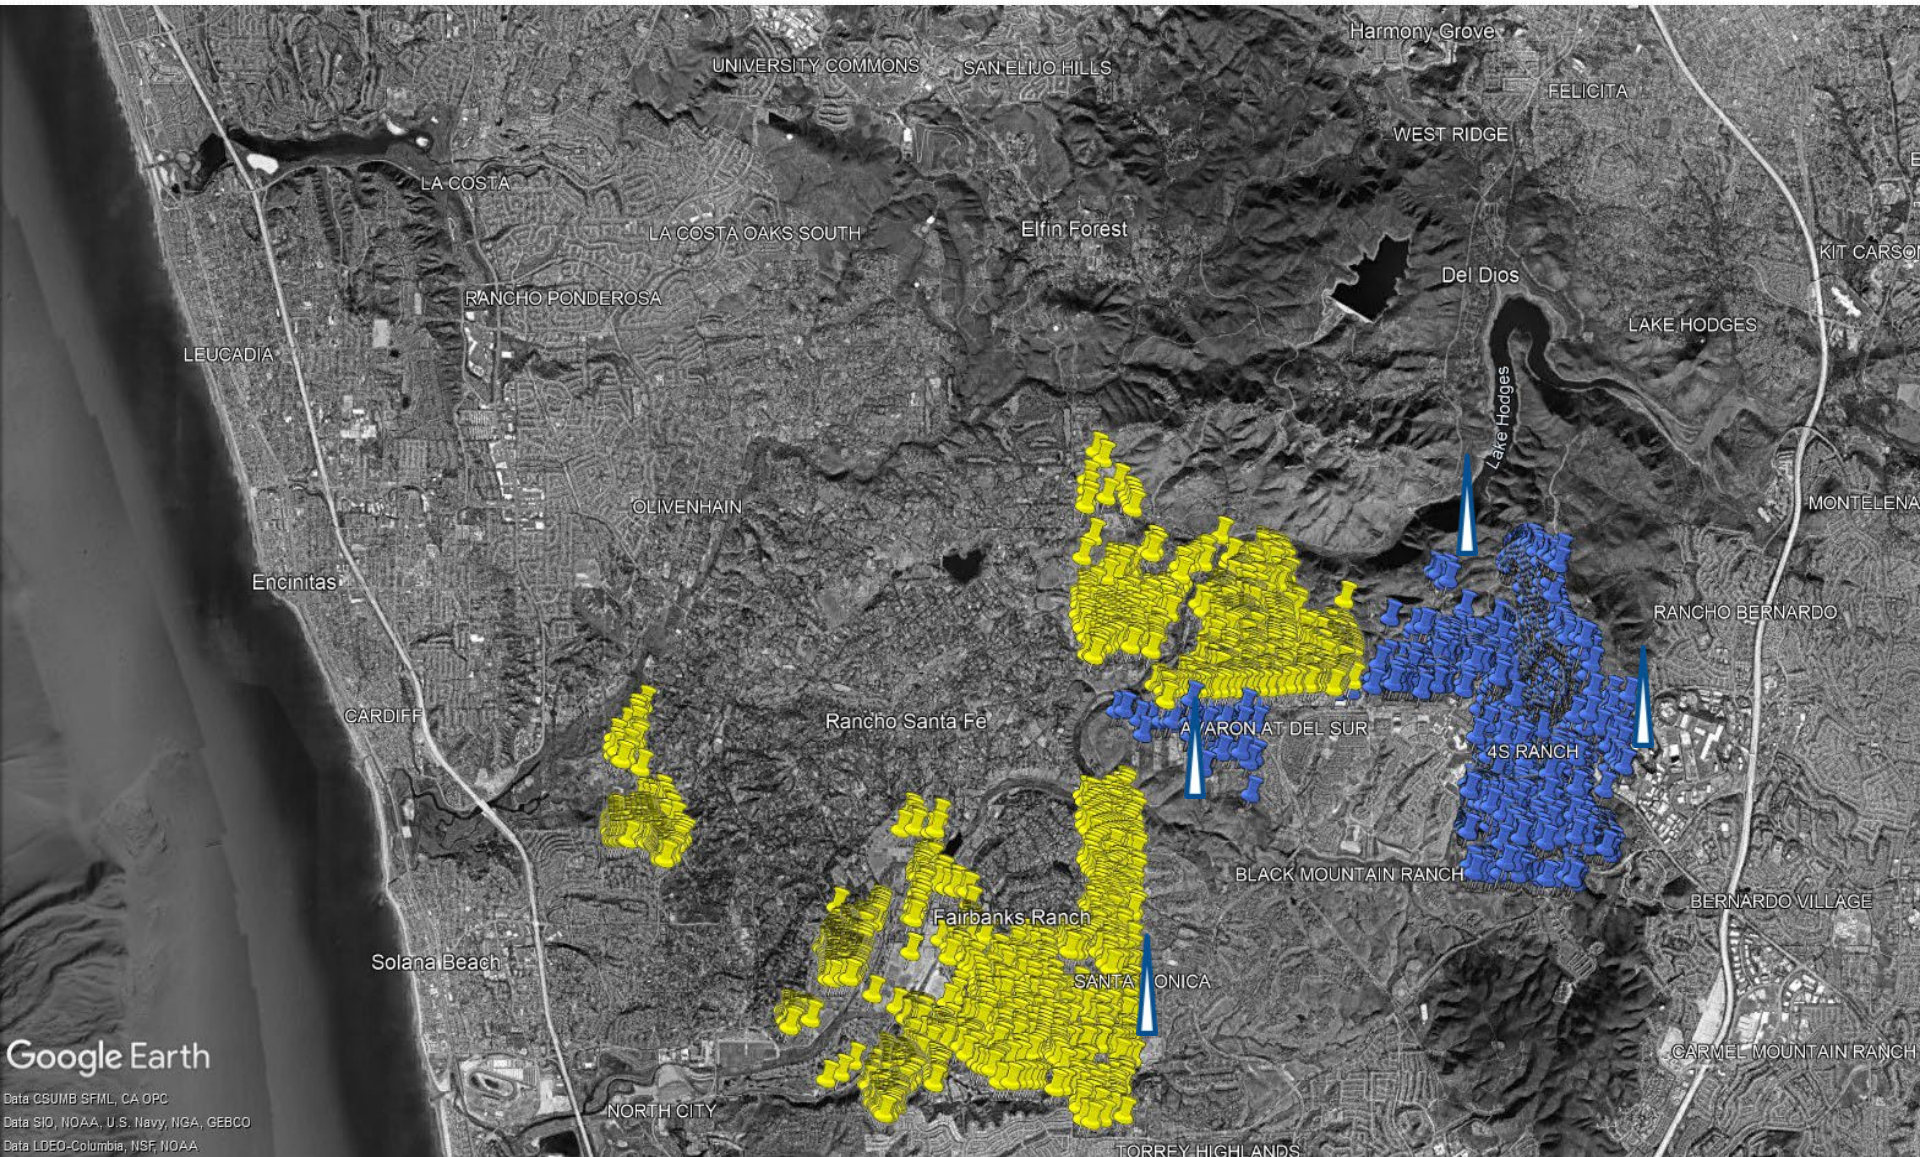 Harmony Grove
UNIVERSITY COMMONS
SAN ELIJO HILLS
FELICITA
WEST RIDGE
LA COSTA
LA COSTA OAKS SOUTH
Elfin Forest
KIT CARSON
Del Dios
RANCHO PONDEROSA
LAKE HODGES
LEUCADIA
Lake Hodges
OLIVENHAIN
MONTELENA
Encinitas
RANCHO BERNARDO
CARDIFF
Rancho Santa Fe
AVARON AT DEL SUR
4S RANCH
BLACK MOUNTAIN RANCH
BERNARDO VILLAGE
Fairbanks Ranch
Solana Beach
SANTA MONICA
Google Earth
CARMEL MOUNTAIN RANCH
Data CSUMB SFML, CA OPC
NORTH CITY
Data SIO, NOAA, U.S. Navy, NGA, GEBCO
Data LDEO-Columbia, NSF, NOAA
TORREY HIGHLANDS